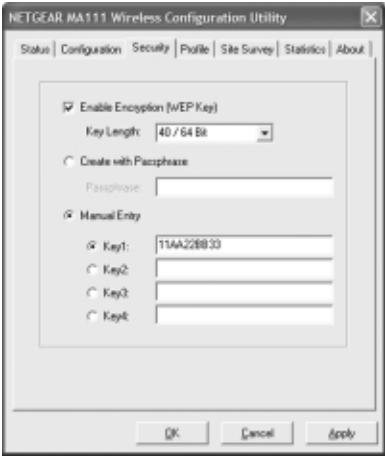 NETGEAR MA111 Wireless Configuration Utility
Status Configuration Security Profile Site Survey Statistics About
Enable Encryption (WEP Key)
Key Length: 40 / 64 Bit
Create with Passphrase
Passphrase:
Manual Entry
Key1: 11AA22BB33
Key2:
Key3:
Key4:
OK Cancel Apply